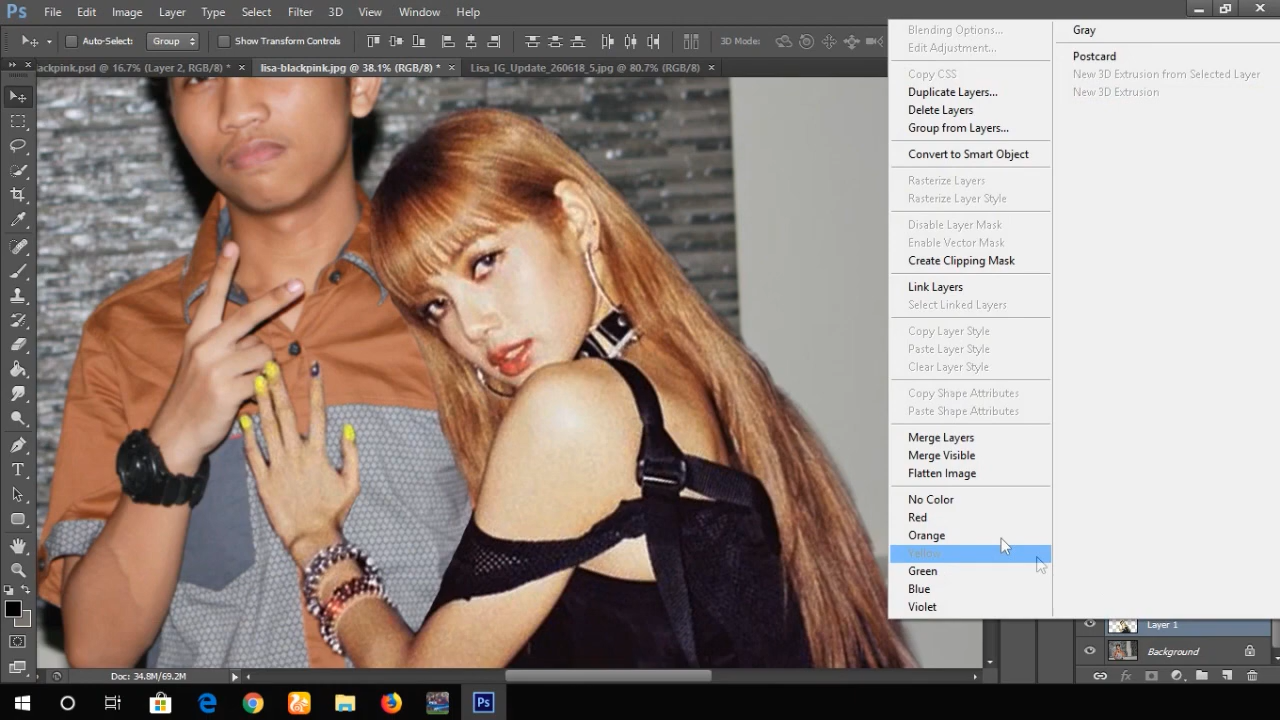 Ps File Edit Image Layer Type Select Filter 3D View Window Help
Auto-Select: Group Show Transform Controls 3D Mode:
ackpink.psd @ 16.7% (Layer 2, RGB/8) * × lisa-blackpink.jpg @ 38.1% (RGB/8) * × Lisa_IG_Update_260618_5.jpg @ 80.7% (RGB/8) ×
Blending Options...
Edit Adjustment...
Copy CSS
Duplicate Layers...
Delete Layers
Group from Layers...
Convert to Smart Object
Rasterize Layers
Rasterize Layer Style
Disable Layer Mask
Enable Vector Mask
Create Clipping Mask
Link Layers
Select Linked Layers
Copy Layer Style
Paste Layer Style
Clear Layer Style
Copy Shape Attributes
Paste Shape Attributes
Merge Layers
Merge Visible
Flatten Image
No Color
Red
Orange
Yellow
Green
Blue
Violet
Gray
Postcard
New 3D Extrusion from Selected Layer
New 3D Extrusion
Layer 1
Background
fx
Doc: 34.8M/69.2M
Ps